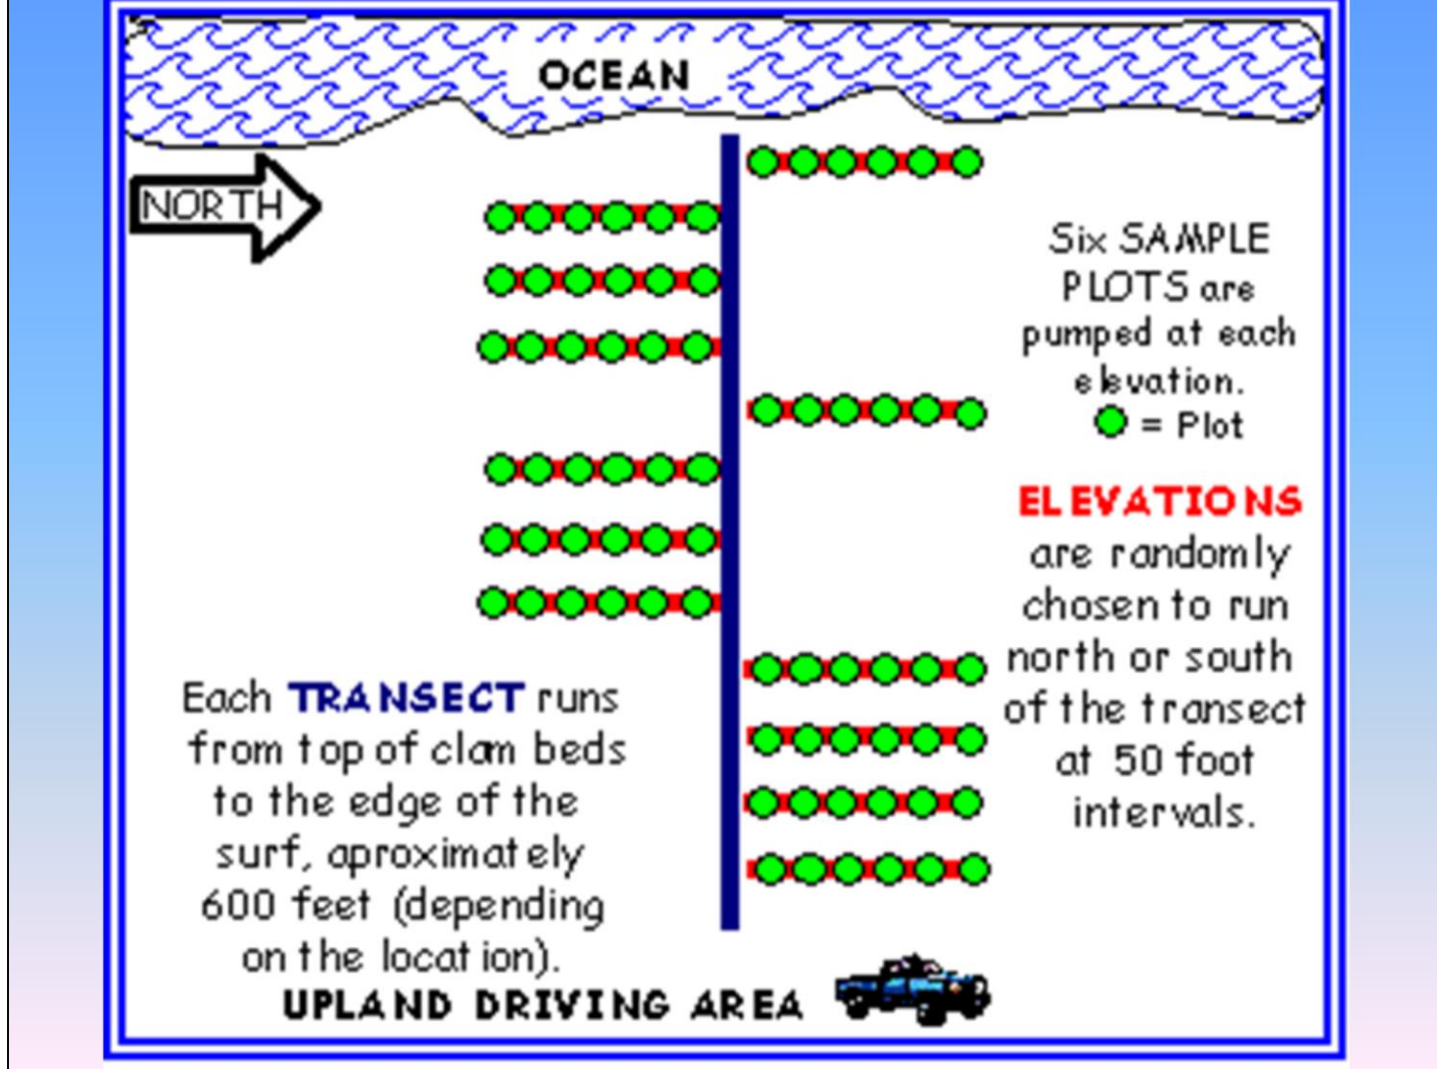 OCEAN
NORTH
Six SAMPLE
PLOTS are
pumped at each
elevation.
= Plot
ELEVATIONS
are randomly
chosen to run
north or south
of the transect
at 50 foot
intervals.
Each TRANSECT runs
from top of clam beds
to the edge of the
surf, aproximately
600 feet (depending
on the location).
UPLAND DRIVING AREA